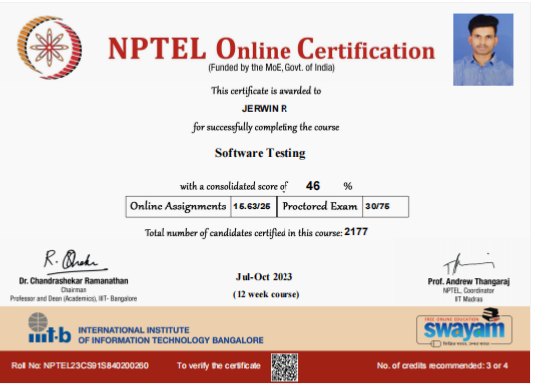 NPTEL Online Certification
(Funded by the MoE, Govt. of India)
This certificate is awarded to
JERWIN R
for successfully completing the course
Software Testing
with a consolidated score of 46 %
Online Assignments 15.63/25 Proctored Exam 30/75
Total number of candidates certified in this course: 2177
Jul-Oct 2023
(12 week course)
Dr. Chandrashekar Ramanathan
Chairman
Professor and Dean (Academics), IIIT- Bangalore
Prof. Andrew Thangaraj
NPTEL, Coordinator
IIT Madras
iiit-b
INTERNATIONAL INSTITUTE
OF INFORMATION TECHNOLOGY BANGALORE
FREE ONLINE EDUCATION
swayam
Roll No: NPTEL23CS91S840200260 To verify the certificate No. of credits recommended: 3 or 4